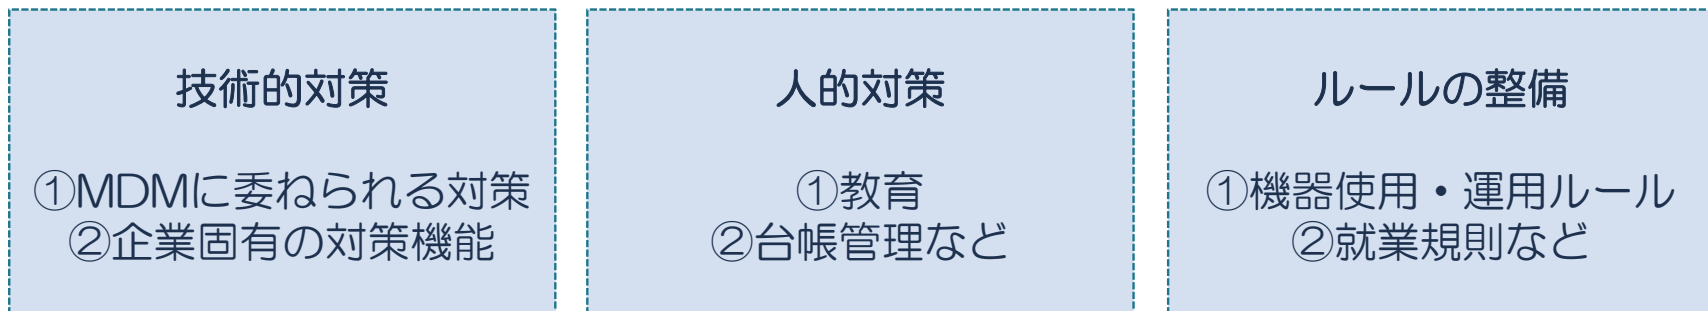 技術的対策
①MDMに委ねられる対策
②企業固有の対策機能
人的対策
①教育
②台帳管理など
ルールの整備
①機器使用・運用ルール
②就業規則など